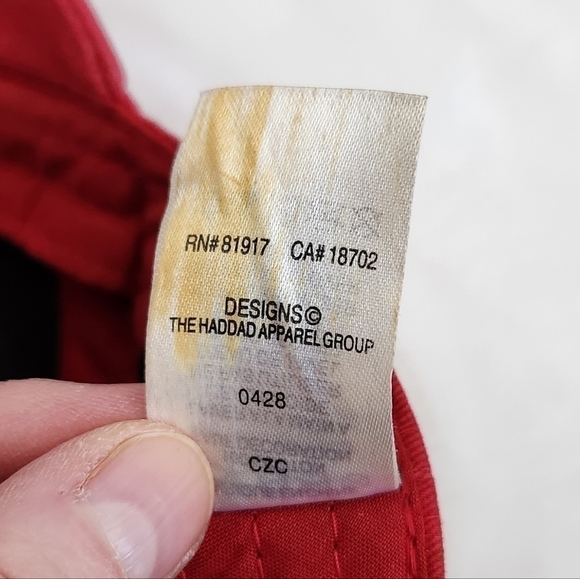 RN# 81917 CA# 18702
DESIGNS©
THE HADDAD APPAREL GROUP
0428
CZC